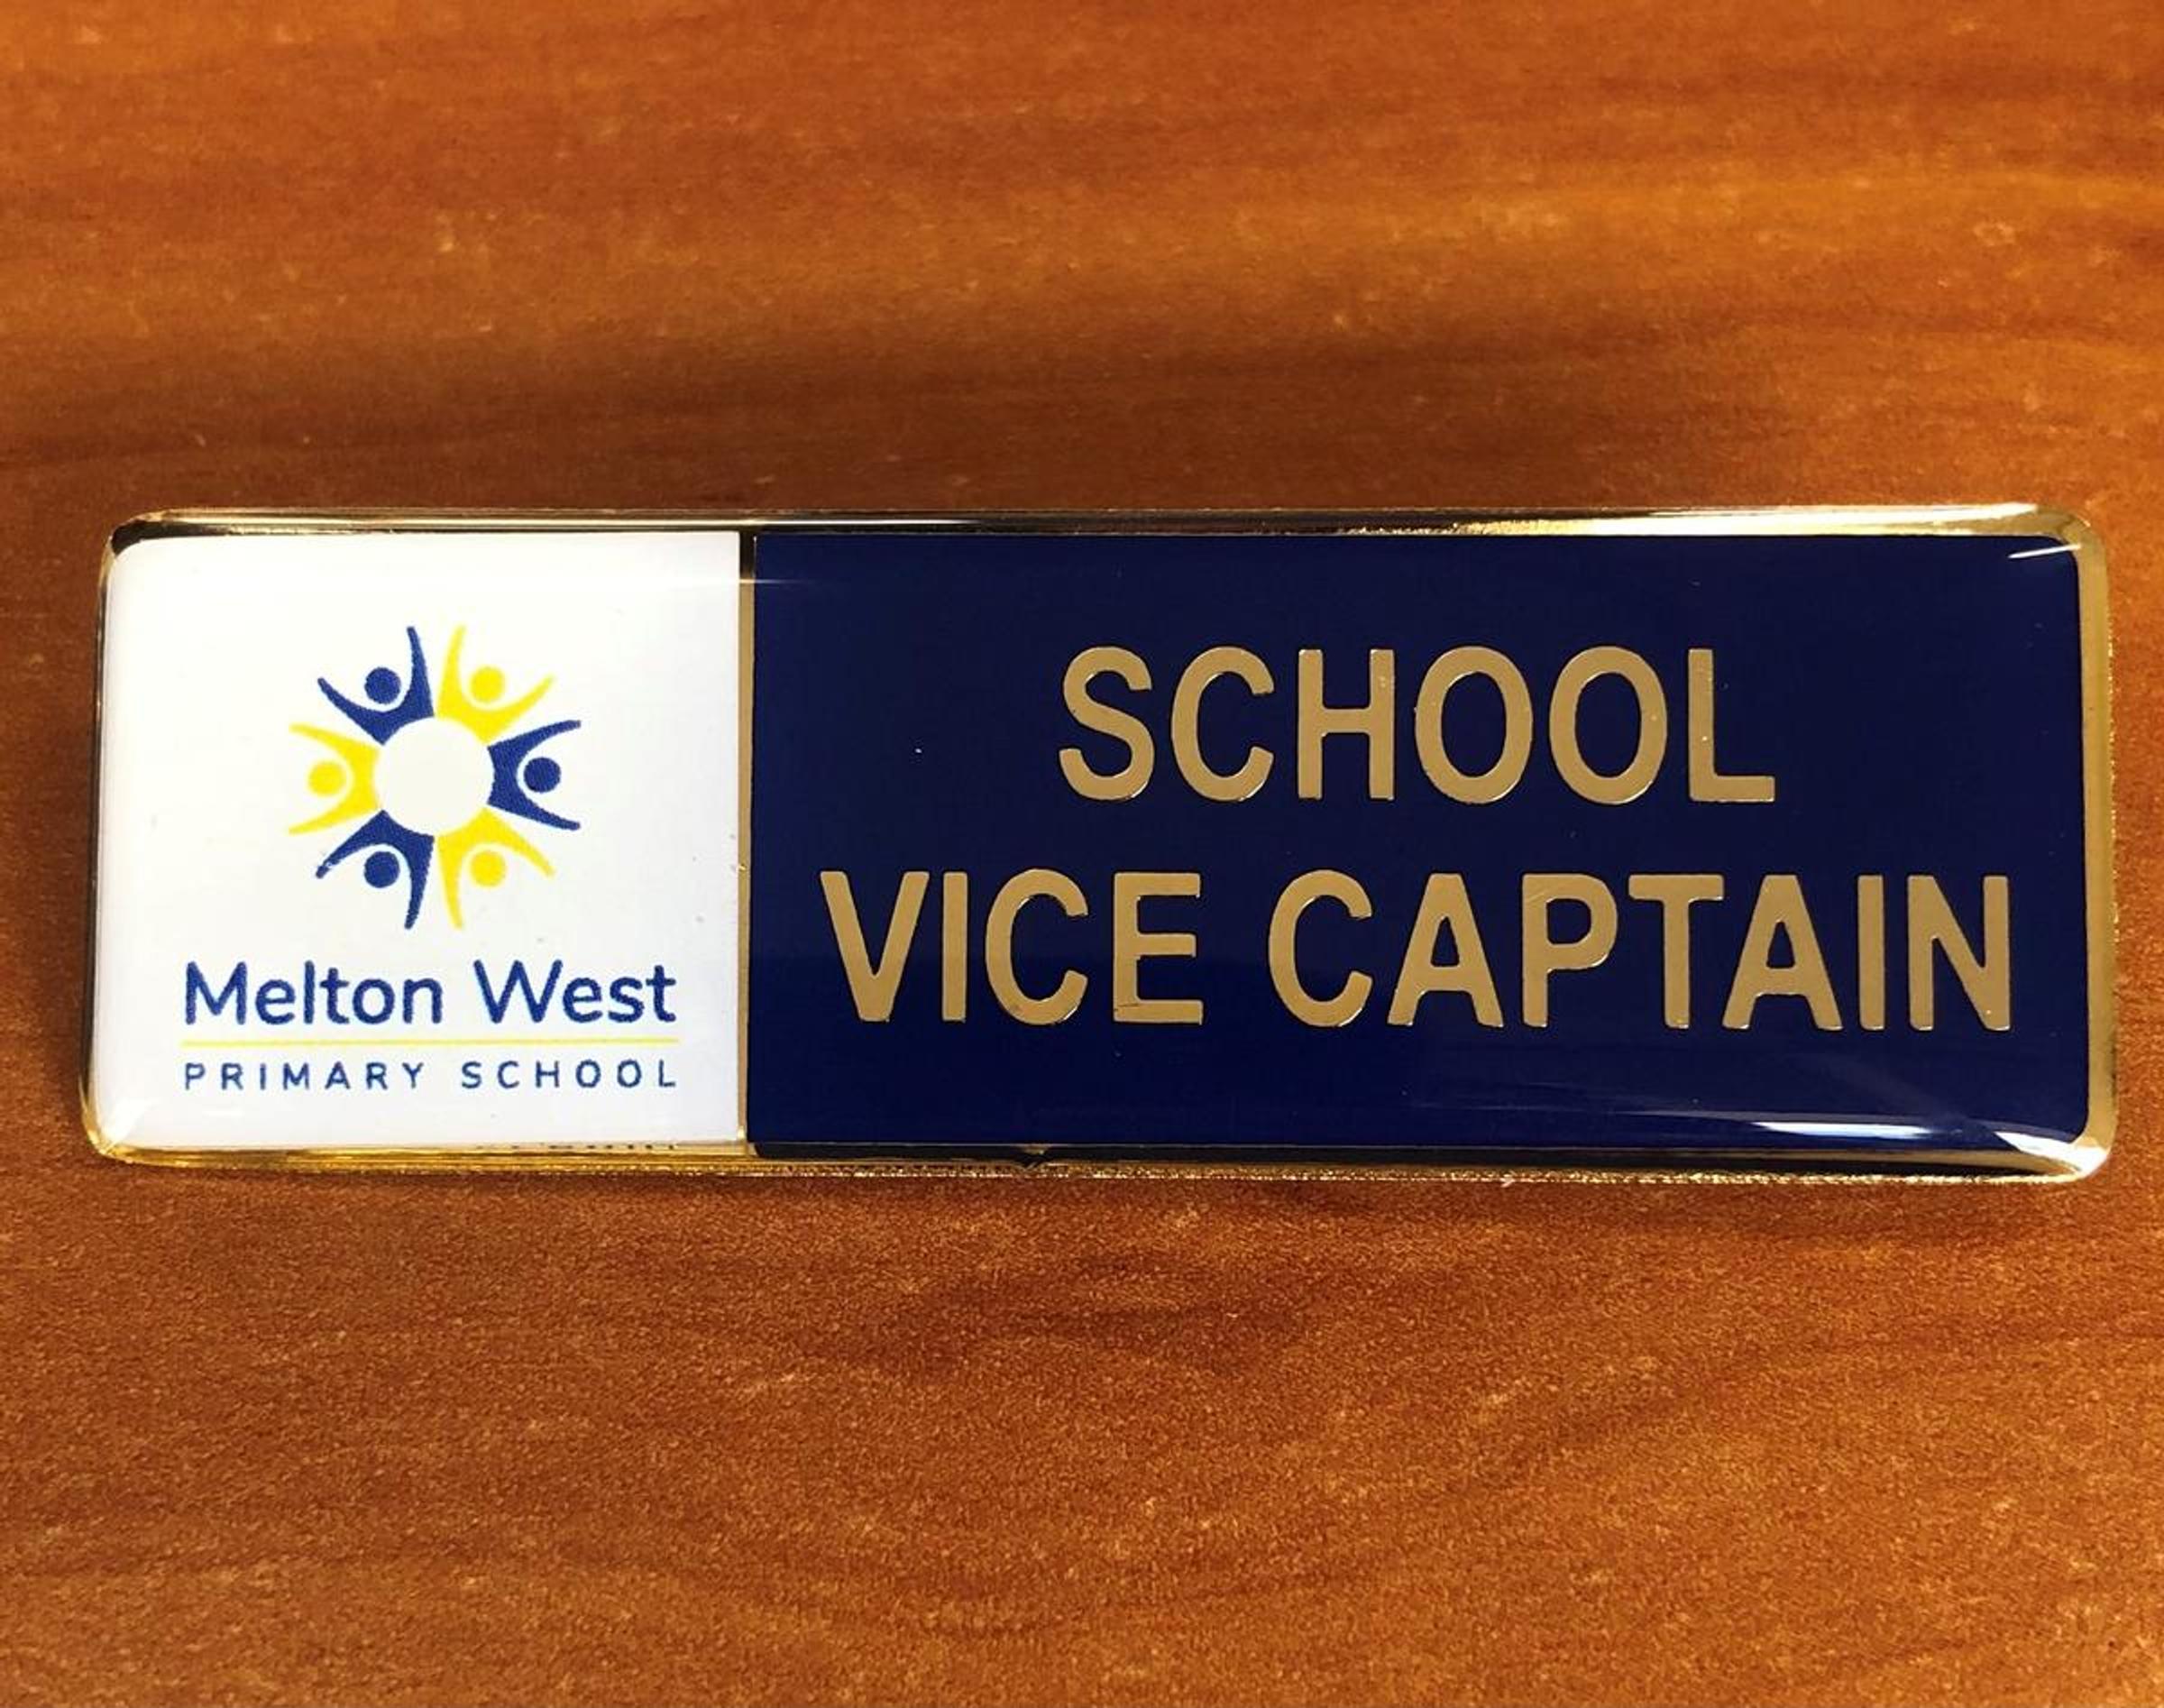 Melton West
PRIMARY SCHOOL
SCHOOL
VICE CAPTAIN